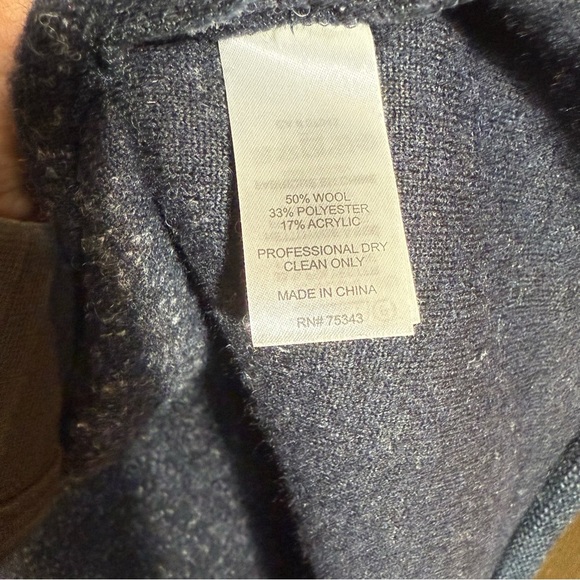 50% WOOL
33% POLYESTER
17% ACRYLIC
PROFESSIONAL DRY
CLEAN ONLY
MADE IN CHINA
RN# 75343